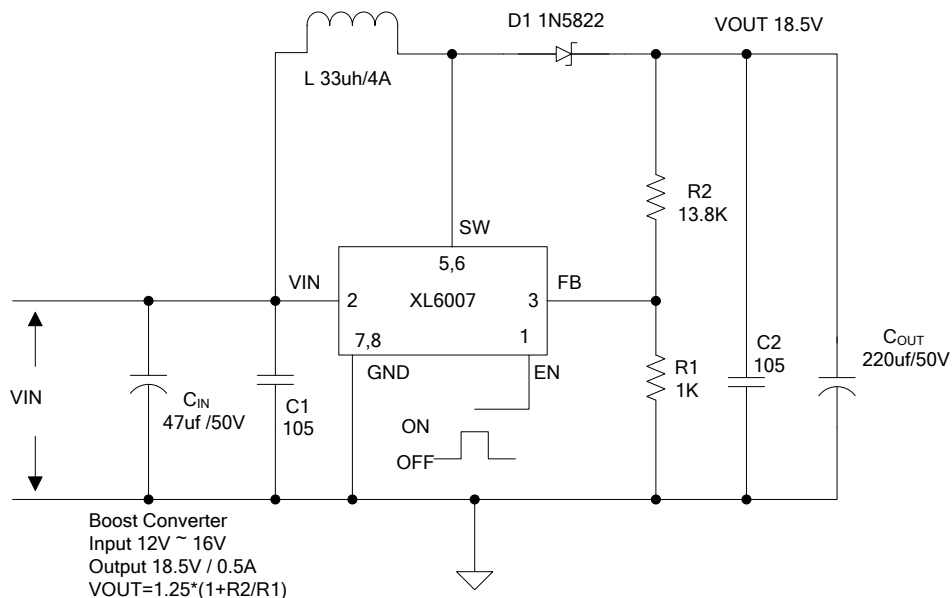 D1 1N5822
VOUT 18.5V
L 33uh/4A
R2
13.8K
SW
5,6
VIN
FB
2
XL6007
3
7,8
1
GND
EN
VIN
CIN
47uf /50V
C1
105
ON
OFF
R1
1K
C2
105
COUT
220uf/50V
Boost Converter
Input 12V ~ 16V
Output 18.5V / 0.5A
VOUT=1.25*(1+R2/R1)